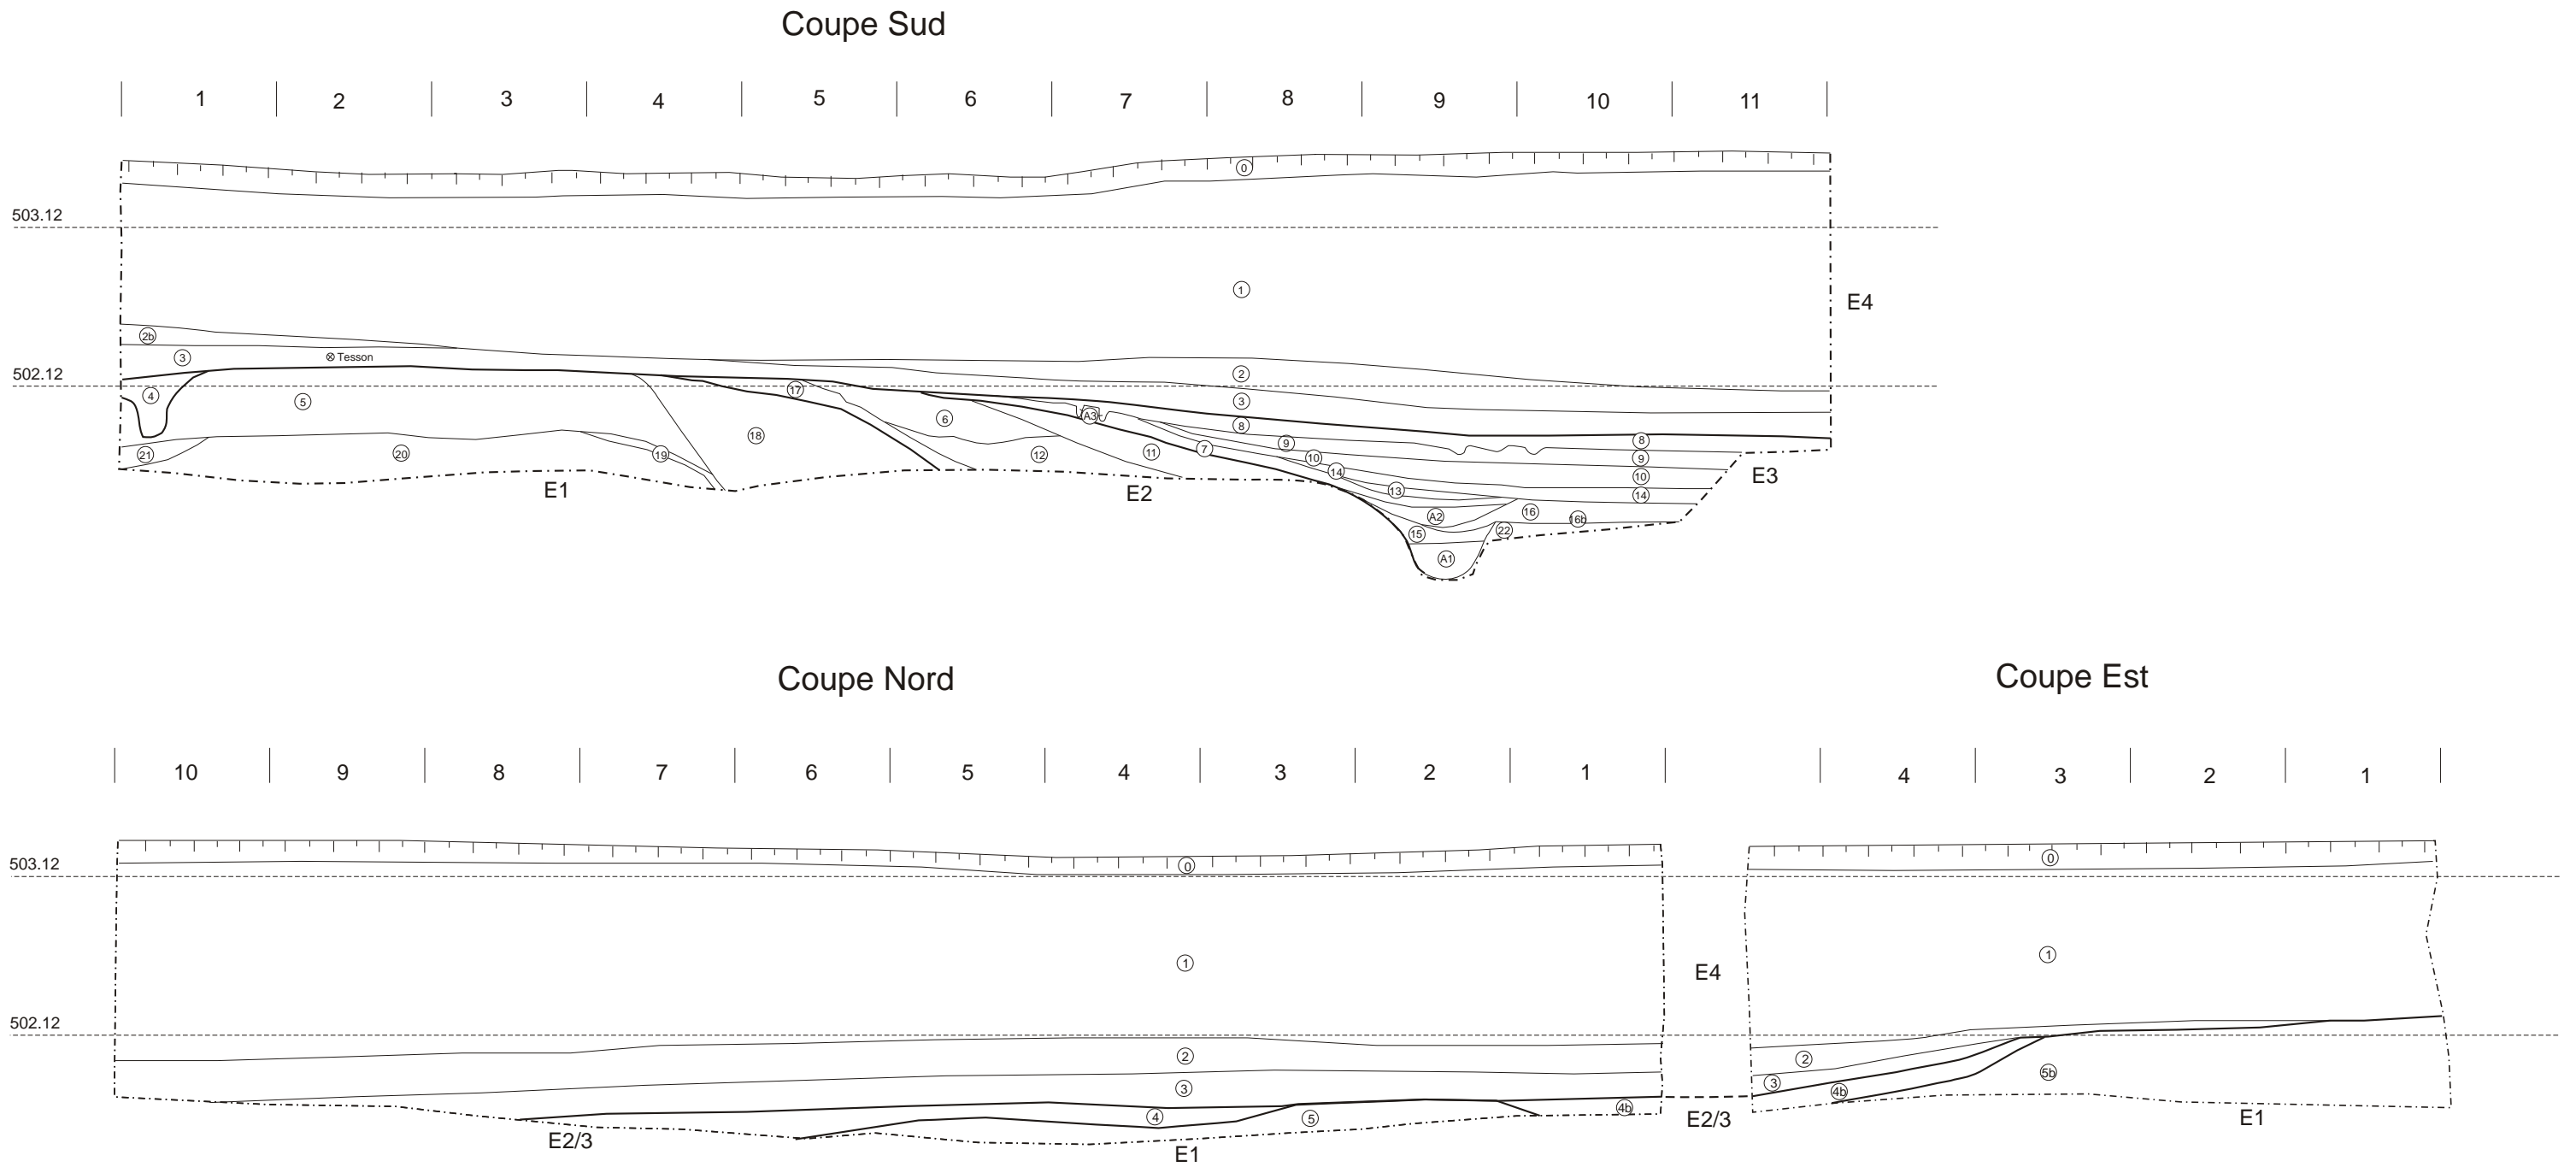 Coupe Sud
1 2 3 4 5 6 7 8 9 10 11
0
503.12
1
E4
2b
3 Tesson
502.12
2
4 5 17 3
6 A3 8
18 9 8
21 20 19 12 11 7 10 9
14 10
E1 E2 13 14 E3
A2 16 16b
15 22
A1
Coupe Nord
Coupe Est
10 9 8 7 6 5 4 3 2 1
4 3 2 1
503.12
0
0
1
1
E4
502.12
2
2
3
3
4 5 4b
4b
5b
E2/3
E1
E2/3
E1